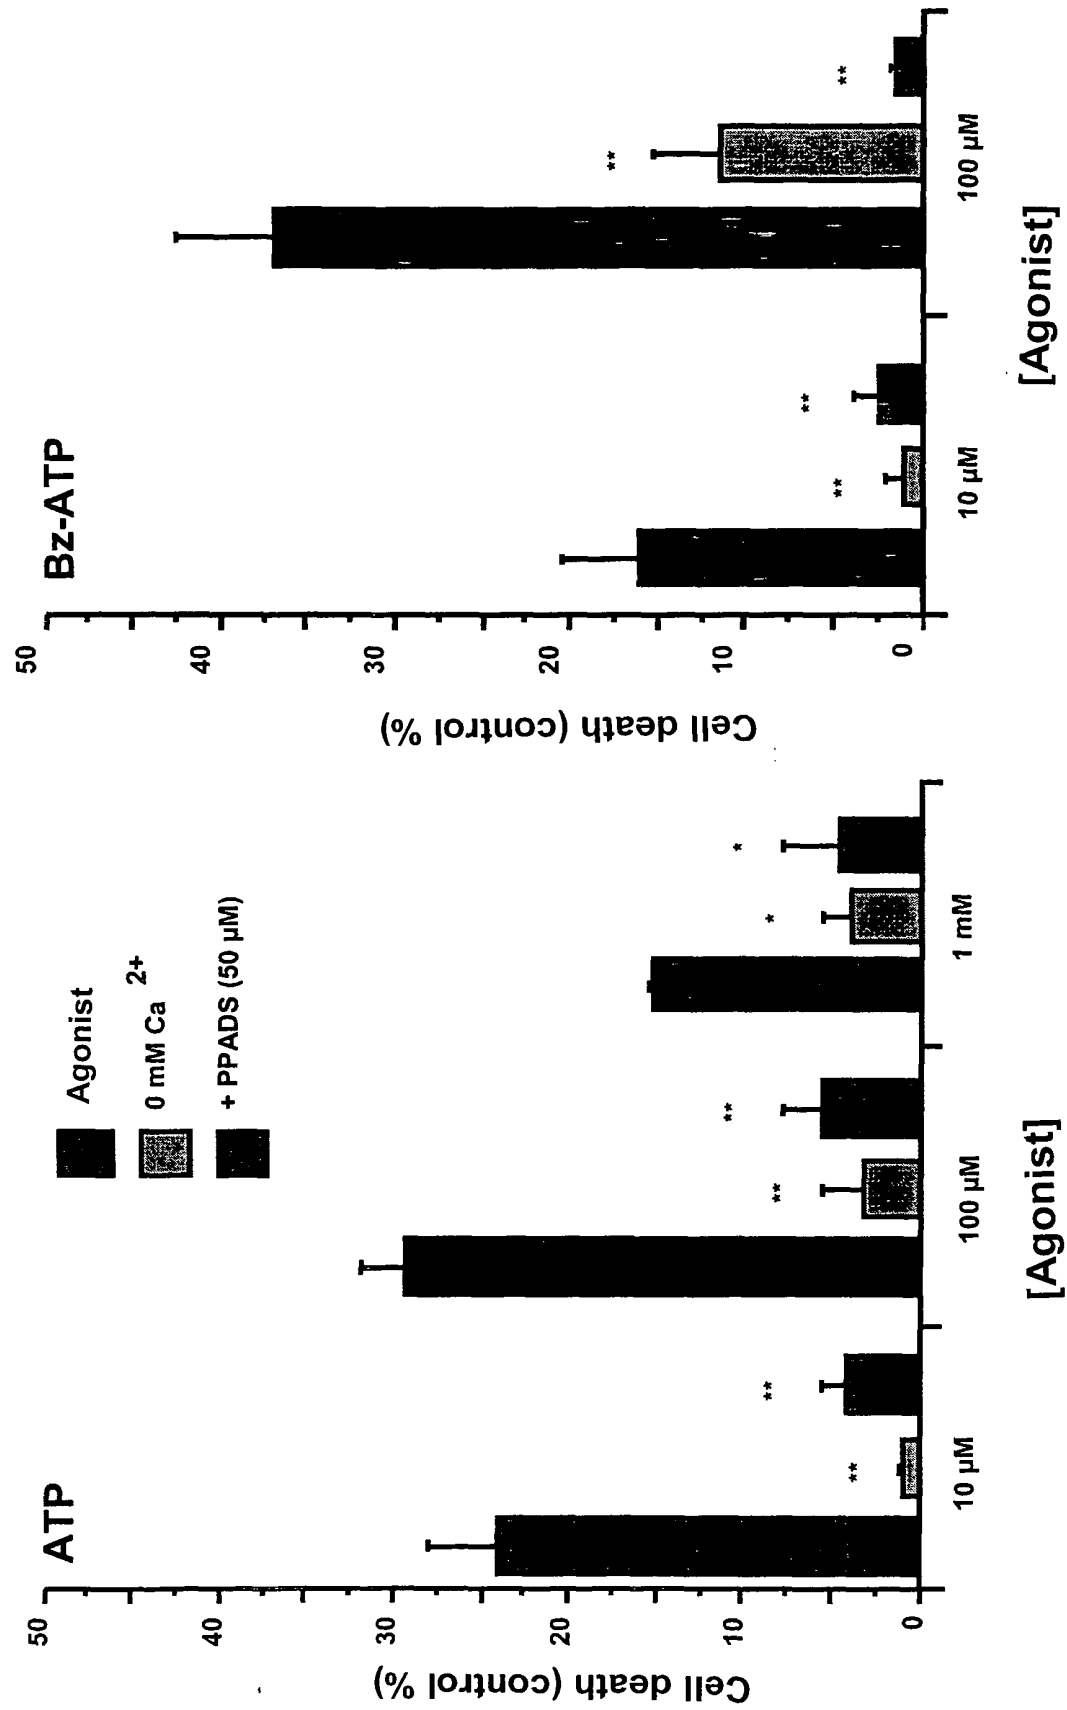 ATP
Agonist
0 mM Ca 2+
+ PPADS (50 µM)
Cell death (control %)
50
40
30
20
10
0
**
**
**
**
*
*
10 µM
100 µM
1 mM
[Agonist]
Bz-ATP
Cell death (control %)
50
40
30
20
10
0
**
**
**
**
10 µM
100 µM
[Agonist]